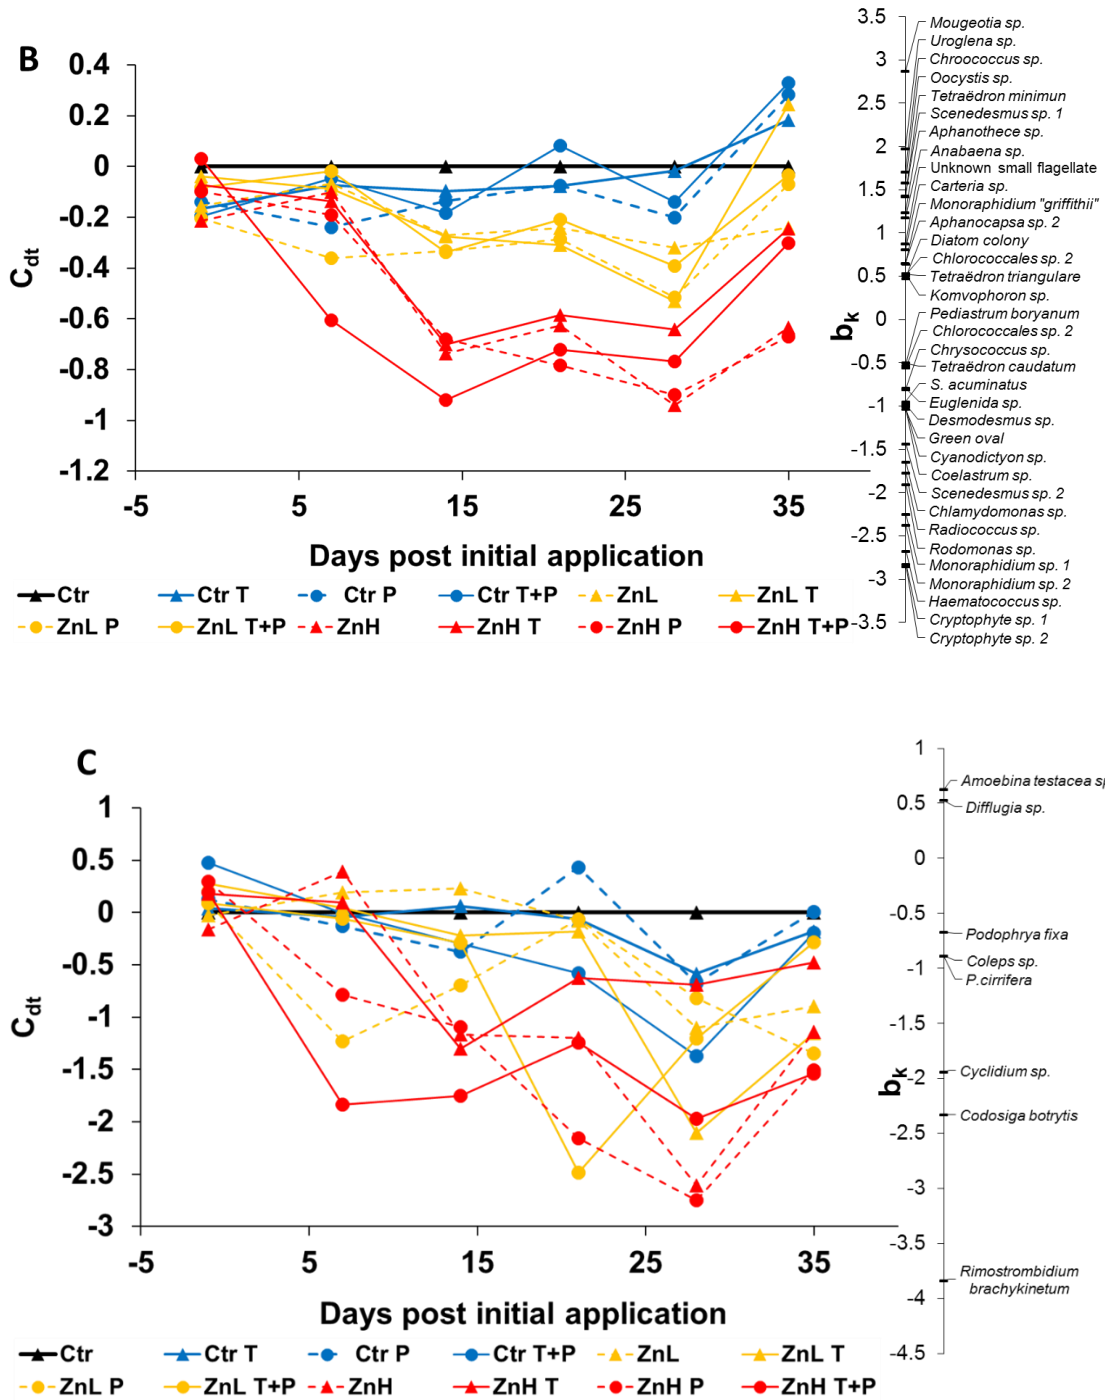 B
0.4
0.2
0
-0.2
-0.4
-0.6
-0.8
-1
-1.2
C_dt
-5 5 15 25 35
Days post initial application
Ctr Ctr T Ctr P Ctr T+P ZnL ZnL T
ZnL P ZnL T+P ZnH ZnH T ZnH P ZnH T+P
3.5
3
2.5
2
1.5
1
0.5
0
-0.5
-1
-1.5
-2
-2.5
-3
-3.5
b_k
Mougeotia sp.
Uroglena sp.
Chroococcus sp.
Oocystis sp.
Tetraëdron minimun
Scenedesmus sp. 1
Aphanothece sp.
Anabaena sp.
Unknown small flagellate
Carteria sp.
Monoraphidium "griffithii"
Aphanocapsa sp. 2
Diatom colony
Chlorococcales sp. 2
Tetraëdron triangulare
Komvophoron sp.
Pediastrum boryanum
Chlorococcales sp. 2
Chrysococcus sp.
Tetraëdron caudatum
S. acuminatus
Euglenida sp.
Desmodesmus sp.
Green oval
Cyanodictyon sp.
Coelastrum sp.
Scenedesmus sp. 2
Chlamydomonas sp.
Radiococcus sp.
Rodomonas sp.
Monoraphidium sp. 1
Monoraphidium sp. 2
Haematococcus sp.
Cryptophyte sp. 1
Cryptophyte sp. 2
C
1
0.5
0
-0.5
-1
-1.5
-2
-2.5
-3
C_dt
-5 5 15 25 35
Days post initial application
Ctr Ctr T Ctr P Ctr T+P ZnL ZnL T
ZnL P ZnL T+P ZnH ZnH T ZnH P ZnH T+P
1
0.5
0
-0.5
-1
-1.5
-2
-2.5
-3
-3.5
-4
-4.5
b_k
Amoebina testacea sp
Difflugia sp.
Podophrya fixa
Coleps sp.
P.cirrifera
Cyclidium sp.
Codosiga botrytis
Rimostrombidium
brachykinetum